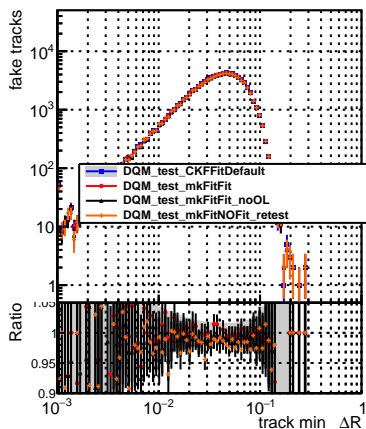 fake tracks
10⁴
10³
10²
10
1
DQM_test_CKFFitDefault
DQM_test_mkFitFit
DQM_test_mkFitFit_noOL
DQM_test_mkFitNOFit_retest
Ratio
1.05
1
0.95
0.9
10⁻³ 10⁻² 10⁻¹ 1
track min ΔR